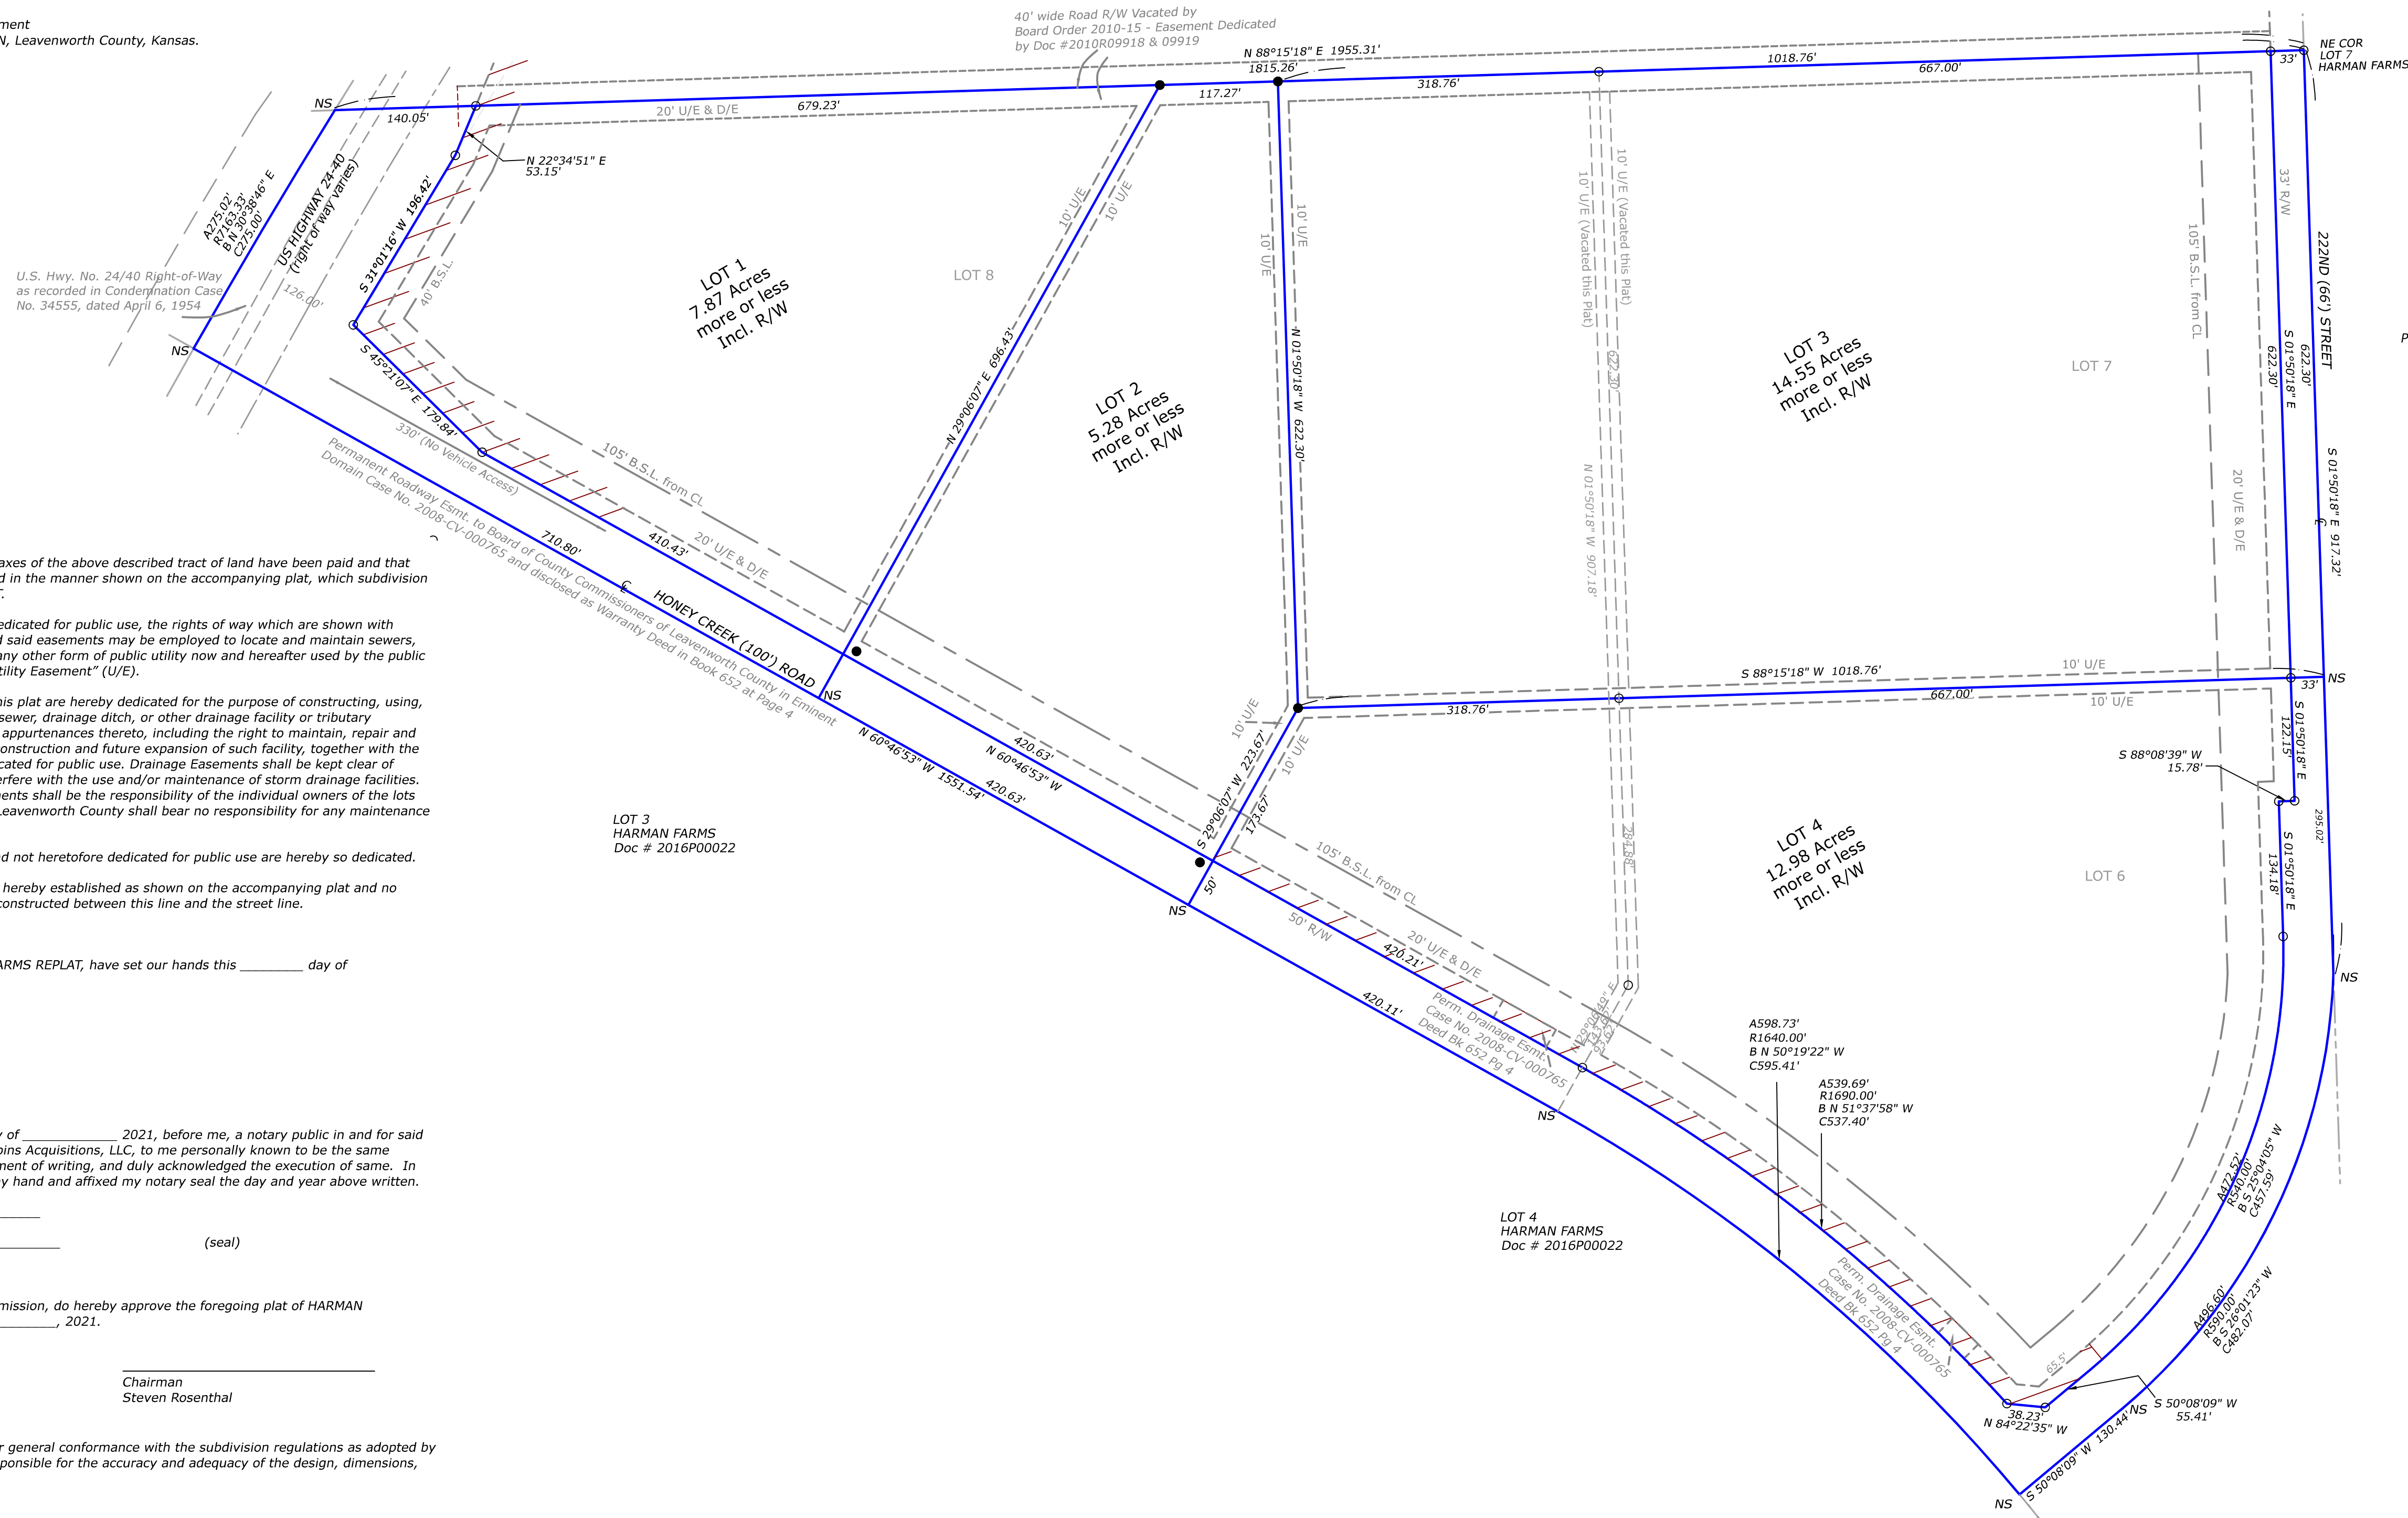 ment
N, Leavenworth County, Kansas.
40' wide Road R/W Vacated by
Board Order 2010-15 - Easement Dedicated
by Doc #2010R09918 & 09919
N 88°15'18" E 1955.31'
1815.26'
1018.76'
33'
NE COR
LOT 7
HARMAN FARMS
NS
140.05'
20' U/E & D/E
679.23'
117.27'
318.76'
667.00'
N 22°34'51" E
53.15'
A275.02'
R7163.33'
B N 30°38'46" E
C275.00'
US HIGHWAY 24-40
(right of way varies)
126.00'
S 31°01'16" W 196.42'
40' B.S.L.
U.S. Hwy. No. 24/40 Right-of-Way
as recorded in Condemnation Case
No. 34555, dated April 6, 1954
NS
S 45°21'07" E 179.84'
LOT 1
7.87 Acres
more or less
Incl. R/W
LOT 8
10' U/E
10' U/E
N 29°06'07" E 696.43'
LOT 2
5.28 Acres
more or less
Incl. R/W
10' U/E
10' U/E
N 01°50'18" W 622.30'
10' U/E (Vacated this Plat)
10' U/E (Vacated this Plat)
622.30'
N 01°50'18" W 907.18'
LOT 3
14.55 Acres
more or less
Incl. R/W
LOT 7
105' B.S.L. from CL
20' U/E & D/E
33' R/W
622.30'
S 01°50'18" E
622.30'
222ND (66') STREET
S 01°50'18" E 917.32'
℄
P
330' (No Vehicle Access)
Permanent Roadway Esmt. to Board of County Commissioners of Leavenworth County in Eminent
Domain Case No. 2008-CV-000765 and disclosed as Warranty Deed in Book 652 at Page 4
105' B.S.L. from CL
20' U/E & D/E
710.80'
410.43'
℄
HONEY CREEK (100') ROAD
NS
axes of the above described tract of land have been paid and that
d in the manner shown on the accompanying plat, which subdivision
T.
edicated for public use, the rights of way which are shown with
d said easements may be employed to locate and maintain sewers,
any other form of public utility now and hereafter used by the public
tility Easement” (U/E).
his plat are hereby dedicated for the purpose of constructing, using,
sewer, drainage ditch, or other drainage facility or tributary
appurtenances thereto, including the right to maintain, repair and
onstruction and future expansion of such facility, together with the
cated for public use. Drainage Easements shall be kept clear of
erfere with the use and/or maintenance of storm drainage facilities.
ents shall be the responsibility of the individual owners of the lots
Leavenworth County shall bear no responsibility for any maintenance
d not heretofore dedicated for public use are hereby so dedicated.
hereby established as shown on the accompanying plat and no
constructed between this line and the street line.
ARMS REPLAT, have set our hands this _________ day of
S 88°15'18" W 1018.76'
10' U/E
318.76'
667.00'
10' U/E
33'
NS
420.63'
N 60°46'53" W
N 60°46'53" W 1551.54'
420.63'
10' U/E
S 29°06'07" W 223.67'
10' U/E
173.67'
50'
NS
S 88°08'39" W
15.78'
S 01°50'18" E
122.15'
S 01°50'18" E
134.18'
295.02'
LOT 3
HARMAN FARMS
Doc # 2016P00022
LOT 4
12.98 Acres
more or less
Incl. R/W
LOT 6
284.88'
105' B.S.L. from CL
50' R/W
20' U/E & D/E
420.21'
420.11'
Perm. Drainage Esmt.
Case No. 2008-CV-000765
Deed Bk 652 Pg 4
143.62'
93.62'
NS
NS
A598.73'
R1640.00'
B N 50°19'22" W
C595.41'
A539.69'
R1690.00'
B N 51°37'58" W
C537.40'
A472.52'
R540.00'
B S 25°04'05" W
C457.59'
LOT 4
HARMAN FARMS
Doc # 2016P00022
Perm. Drainage Esmt.
Case No. 2008-CV-000765
Deed Bk 652 Pg 4
A496.60'
R590.00'
B S 26°01'23" W
C482.07'
65.5'
38.23'
N 84°22'35" W
S 50°08'09" W
55.41'
NS
S 50°08'09" W 130.44'
NS
y of _____________ 2021, before me, a notary public in and for said
bins Acquisitions, LLC, to me personally known to be the same
ment of writing, and duly acknowledged the execution of same. In
y hand and affixed my notary seal the day and year above written.
(seal)
mission, do hereby approve the foregoing plat of HARMAN
________, 2021.
Chairman
Steven Rosenthal
r general conformance with the subdivision regulations as adopted by
ponsible for the accuracy and adequacy of the design, dimensions,